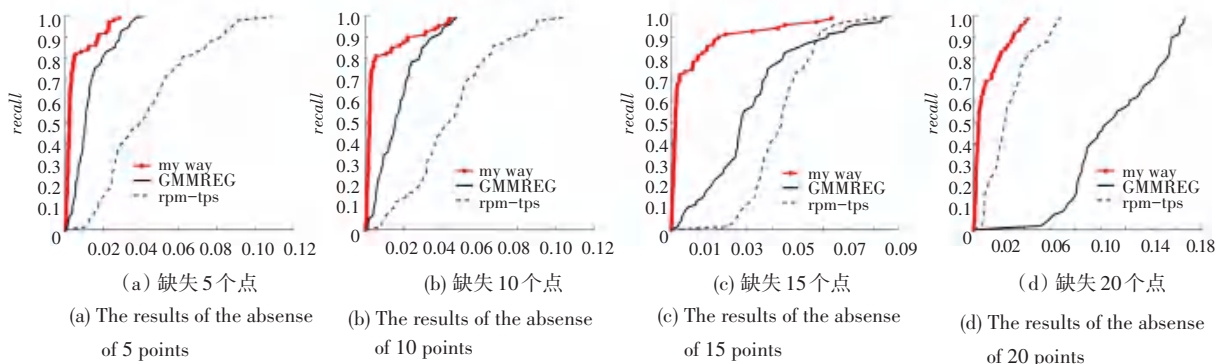 1.0
0.9
0.8
0.7
0.6
0.5
0.4
0.3
0.2
0.1
0
recall
my way
GMMREG
rpm-tps
0.02 0.04 0.06 0.08 0.10 0.12
1.0
0.9
0.8
0.7
0.6
0.5
0.4
0.3
0.2
0.1
0
recall
my way
GMMREG
rpm-tps
0.02 0.04 0.06 0.08 0.10 0.12
1.0
0.9
0.8
0.7
0.6
0.5
0.4
0.3
0.2
0.1
0
recall
my way
GMMREG
rpm-tps
0.01 0.03 0.05 0.07 0.09
1.0
0.9
0.8
0.7
0.6
0.5
0.4
0.3
0.2
0.1
0
recall
my way
GMMREG
rpm-tps
0.02 0.06 0.10 0.14 0.18
(a) 缺失5个点
(b) 缺失10个点
(c) 缺失15个点
(d) 缺失20个点
(a) The results of the absense
of 5 points
(b) The results of the absense
of 10 points
(c) The results of the absense
of 15 points
(d) The results of the absense
of 20 points